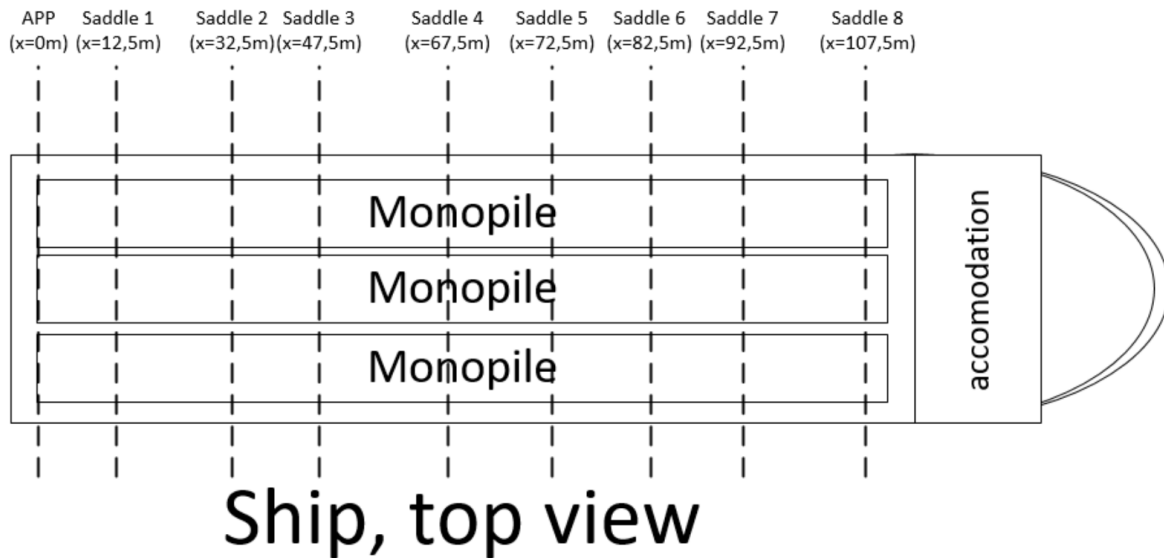 APP Saddle 1 Saddle 2 Saddle 3 Saddle 4 Saddle 5 Saddle 6 Saddle 7 Saddle 8
(x=0m) (x=12,5m) (x=32,5m) (x=47,5m) (x=67,5m) (x=72,5m) (x=82,5m) (x=92,5m) (x=107,5m)
Monopile
Monopile
Monopile
accomodation
Ship, top view